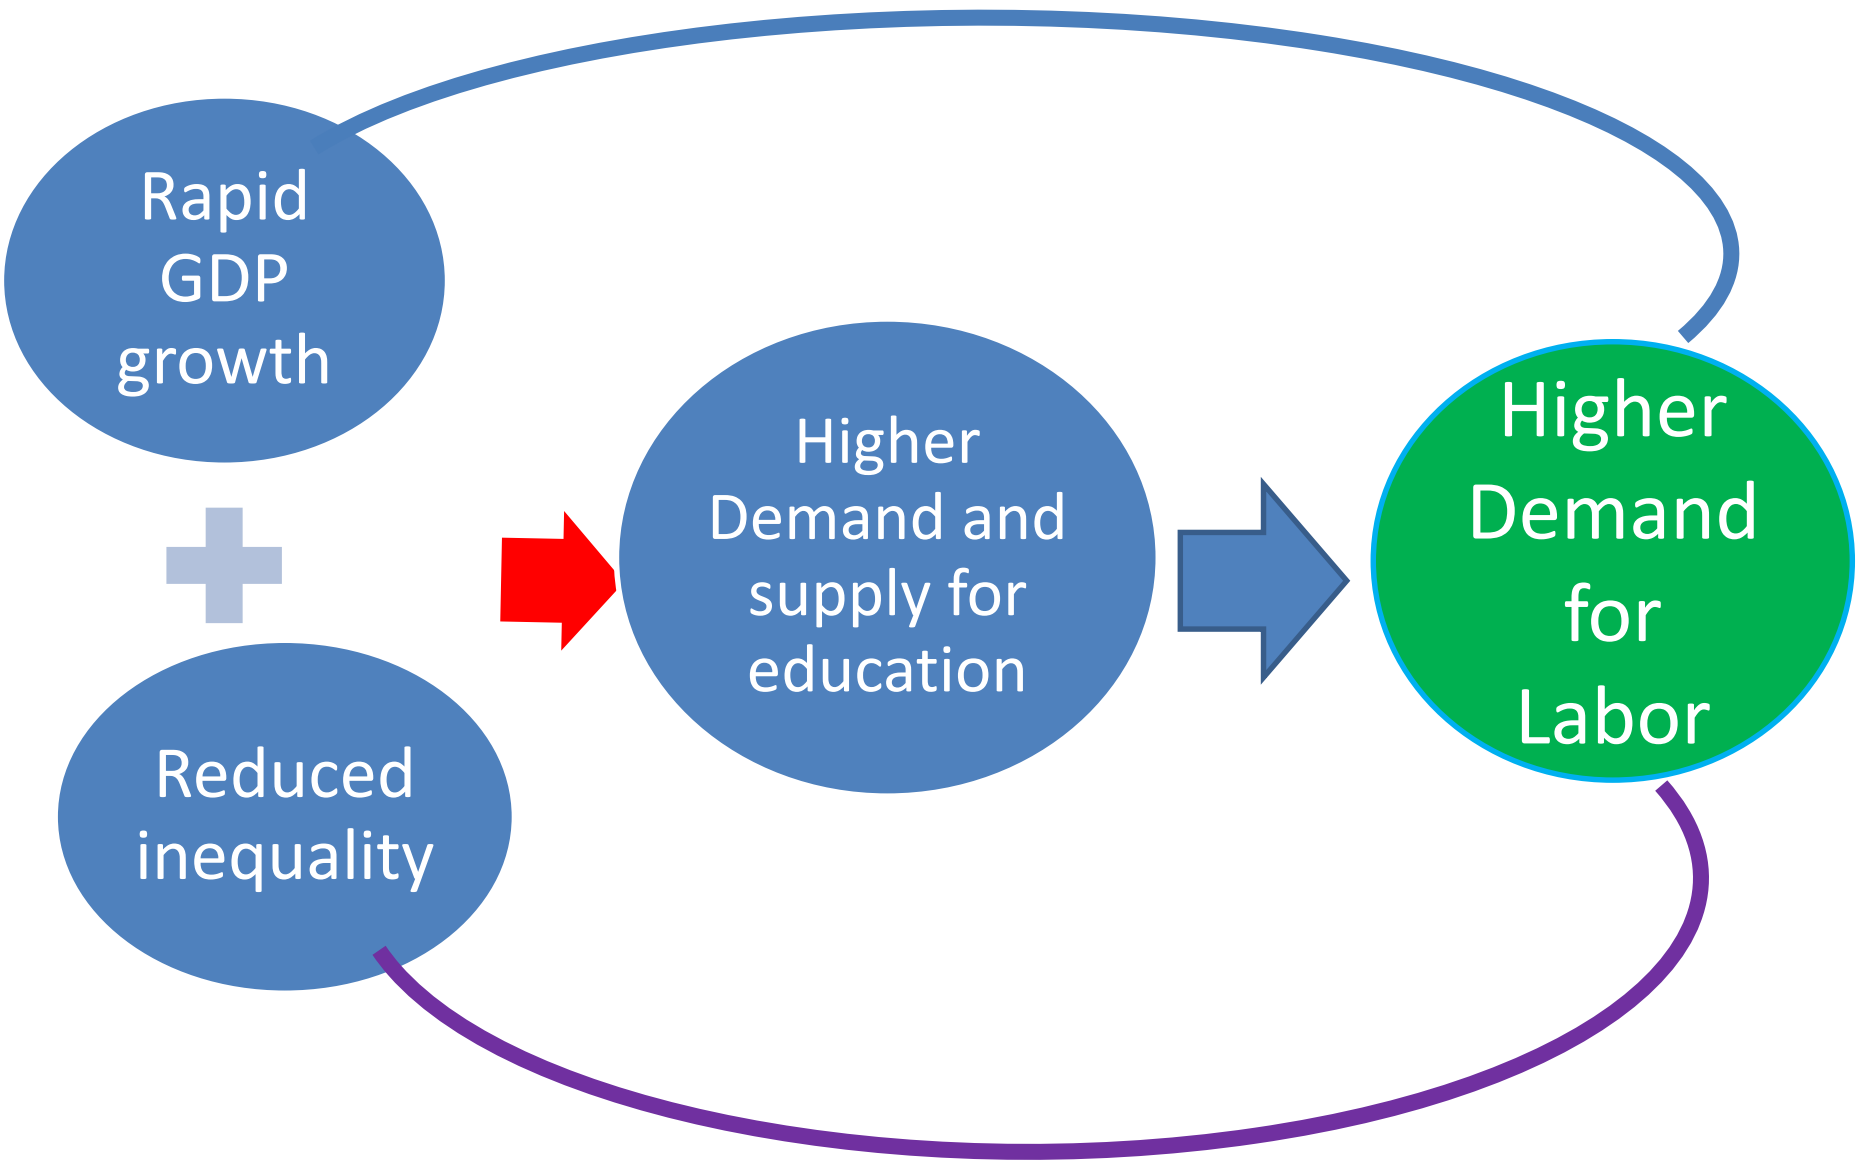 Rapid
GDP
growth
Reduced
inequality
Higher
Demand and
supply for
education
Higher
Demand
for
Labor